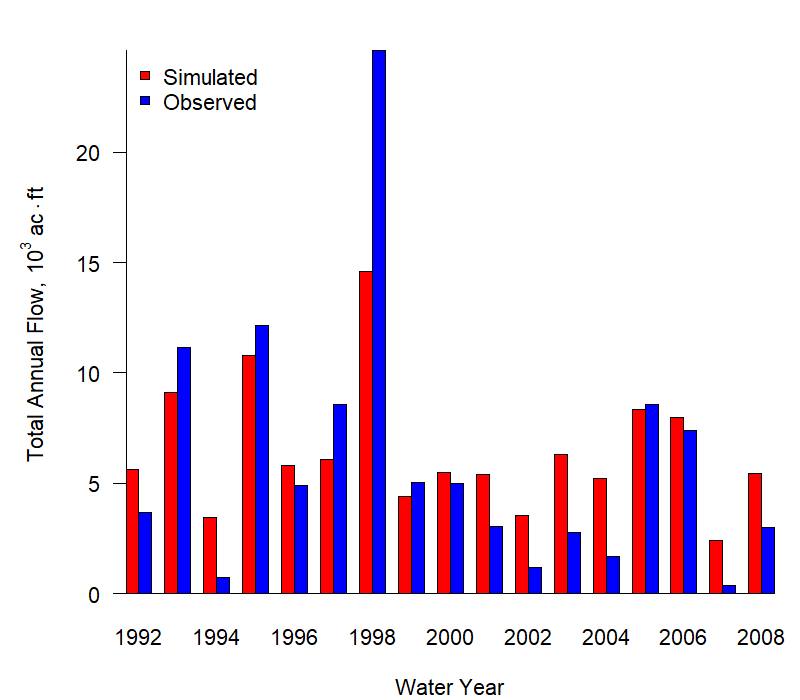 Simulated
Observed
Total Annual Flow, 10³ ac·ft
20
15
10
5
0
1992 1994 1996 1998 2000 2002 2004 2006 2008
Water Year